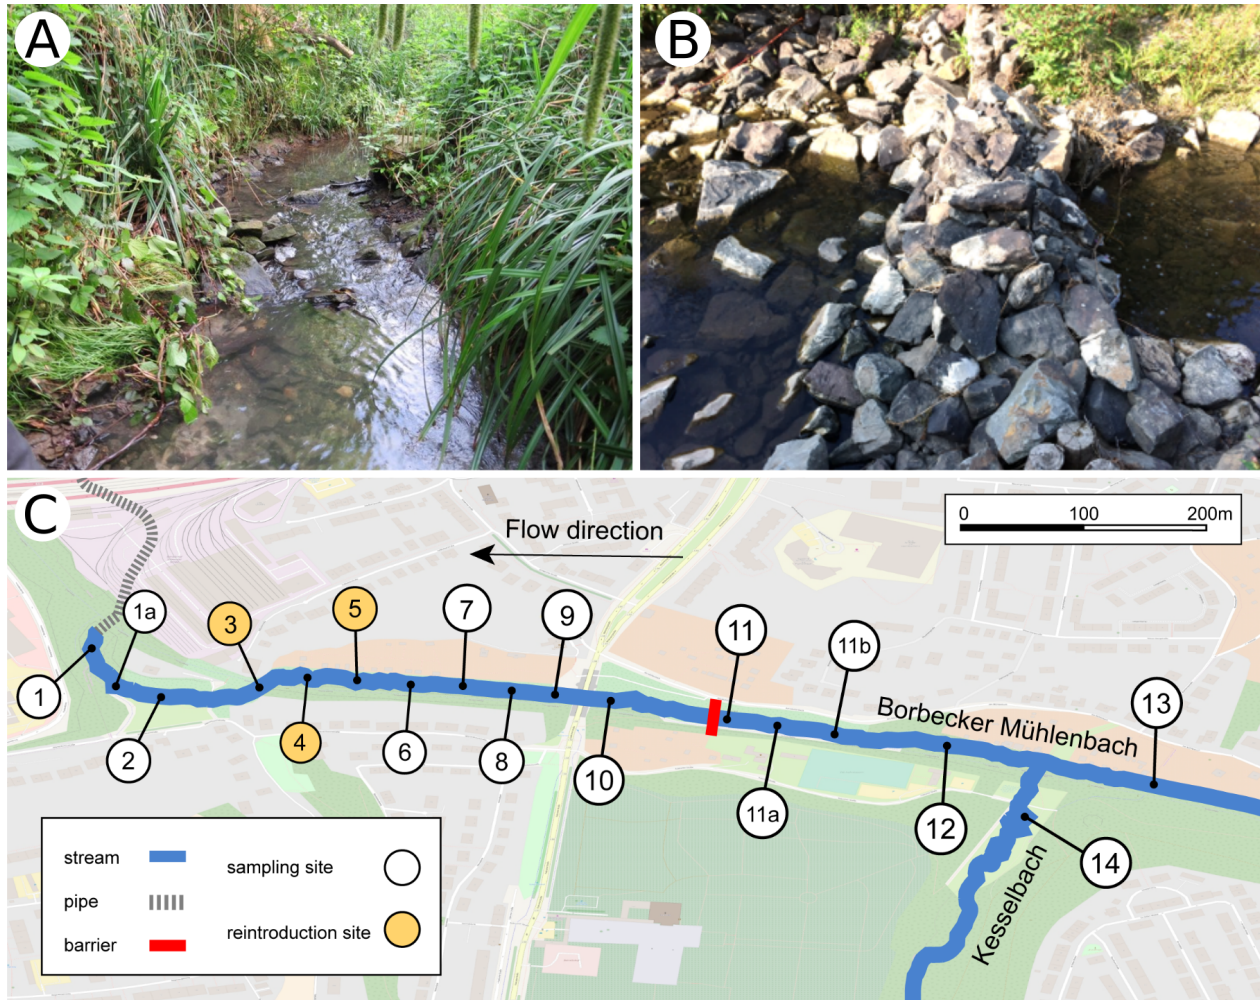 A
B
C
Flow direction
0 100 200m
1a
3
5
7
9
11
11b
13
1
2
4
6
8
10
11a
12
14
Borbecker Mühlenbach
Kesselbach
stream
pipe
barrier
sampling site
reintroduction site